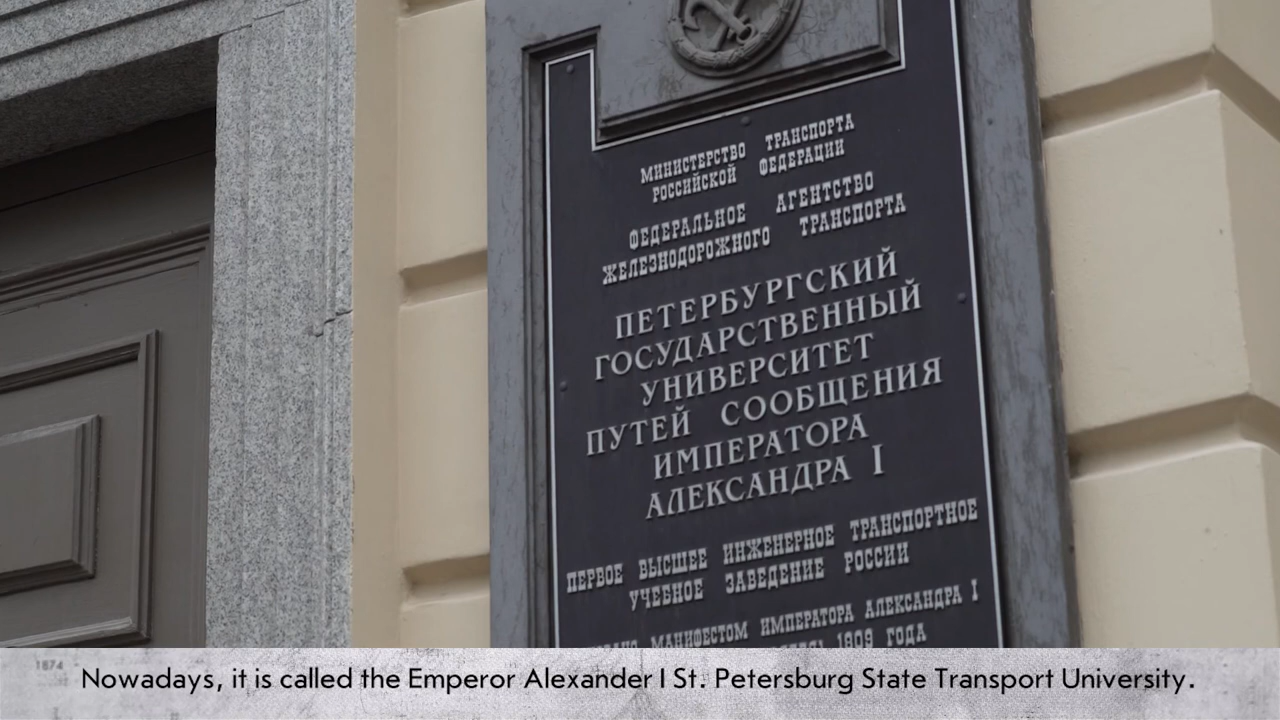 МИНИСТЕРСТВО ТРАНСПОРТА
РОССИЙСКОЙ ФЕДЕРАЦИИ
ФЕДЕРАЛЬНОЕ АГЕНТСТВО
ЖЕЛЕЗНОДОРОЖНОГО ТРАНСПОРТА
ПЕТЕРБУРГСКИЙ
ГОСУДАРСТВЕННЫЙ
УНИВЕРСИТЕТ
ПУТЕЙ СООБЩЕНИЯ
ИМПЕРАТОРА
АЛЕКСАНДРА I
ПЕРВОЕ ВЫСШЕЕ ИНЖЕНЕРНОЕ ТРАНСПОРТНОЕ
УЧЕБНОЕ ЗАВЕДЕНИЕ РОССИИ
МАНИФЕСТОМ ИМПЕРАТОРА АЛЕКСАНДРА I
1809 ГОДА
1874
Nowadays, it is called the Emperor Alexander I St. Petersburg State Transport University.